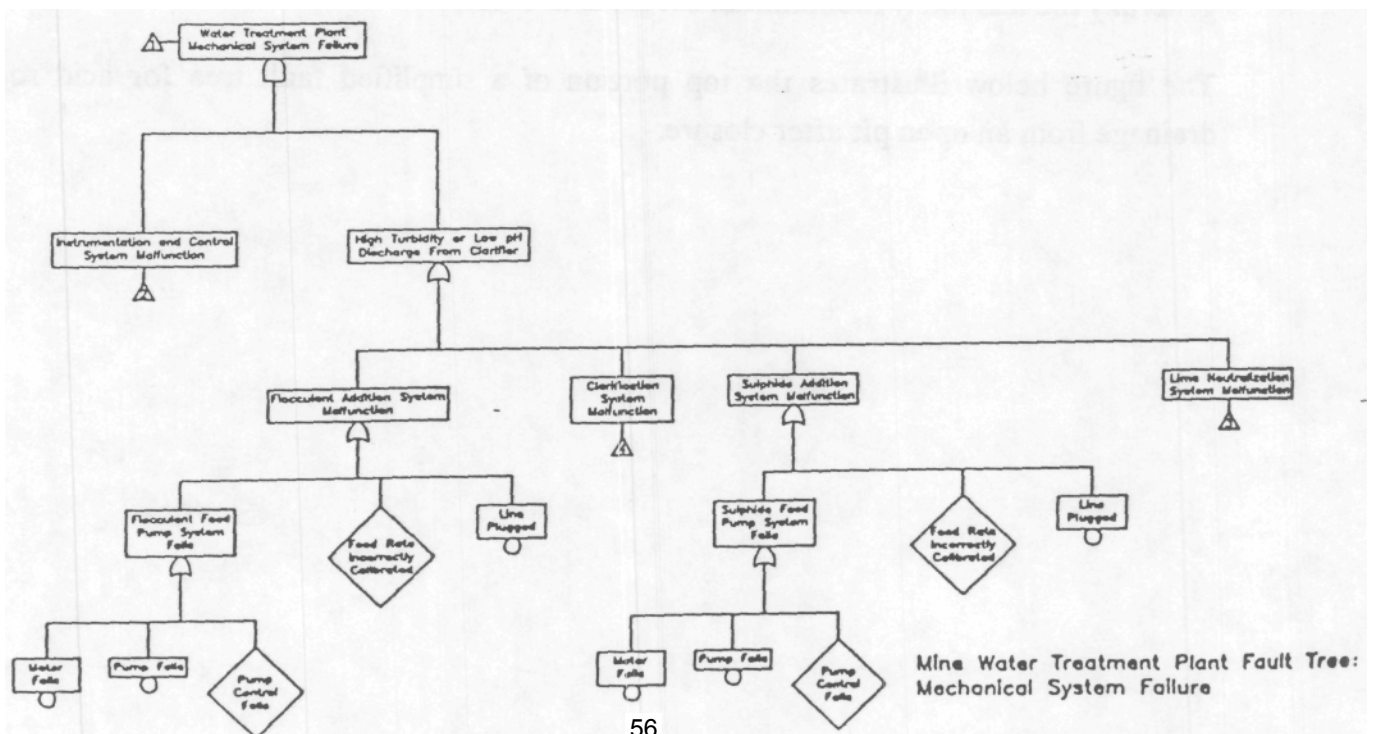 The figure below illustrates the top portion of a simplified fault tree for acid ro
drainage from an open pit after closure.
Water Treatment Plant
Mechanical System Failure
1
Instrumentation and Control
System Malfunction
High Turbidity or Low pH
Discharge From Clarifier
Flocculent Addition System
Malfunction
Clarification
System
Malfunction
Sulphide Addition
System Malfunction
Lime Neutralization
System Malfunction
Flocculent Feed
Pump System
Fails
Feed Rate
Incorrectly
Calibrated
Line
Plugged
Sulphide Feed
Pump System
Fails
Feed Rate
Incorrectly
Calibrated
Line
Plugged
Motor
Fails
Pump Fails
Pump
Control
Fails
Motor
Fails
Pump Fails
Pump
Control
Fails
Mine Water Treatment Plant Fault Tree:
Mechanical System Failure
56